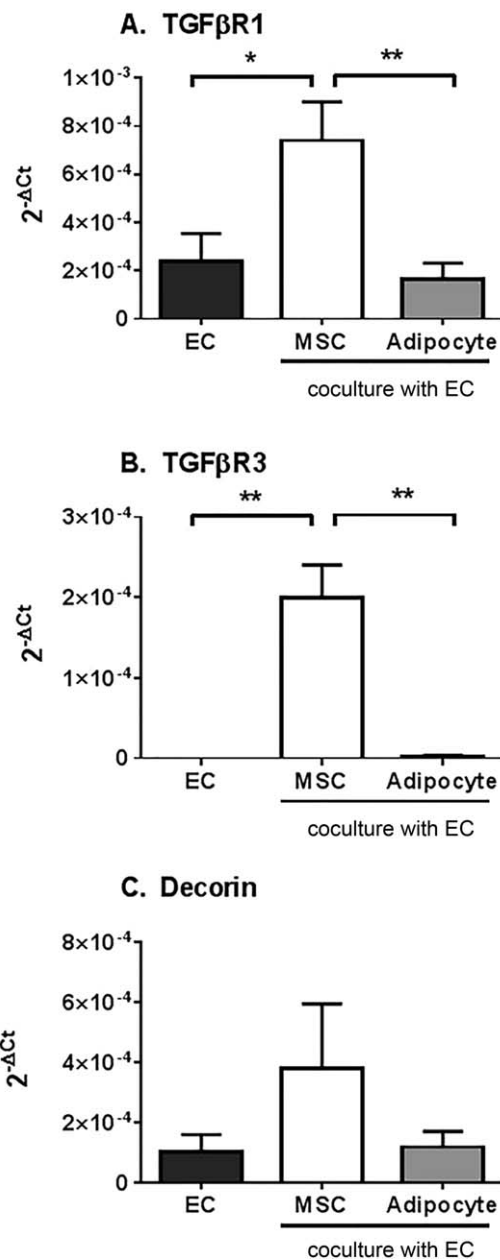 A. TGFβR1
* **
1×10⁻³
8×10⁻⁴
6×10⁻⁴
4×10⁻⁴
2×10⁻⁴
0
2⁻ΔCt
EC MSC Adipocyte
coculture with EC
B. TGFβR3
** **
3×10⁻⁴
2×10⁻⁴
1×10⁻⁴
0
2⁻ΔCt
EC MSC Adipocyte
coculture with EC
C. Decorin
8×10⁻⁴
6×10⁻⁴
4×10⁻⁴
2×10⁻⁴
0
2⁻ΔCt
EC MSC Adipocyte
coculture with EC